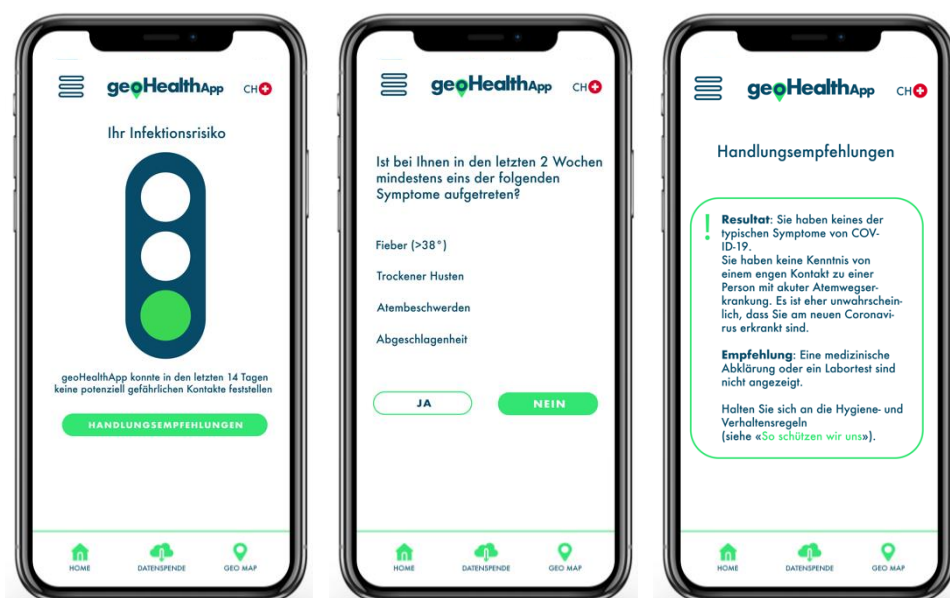 geoHealthApp CH
Ihr Infektionsrisiko
geoHealthApp konnte in den letzten 14 Tagen
keine potenziell gefährlichen Kontakte feststellen
HANDLUNGSEMPFEHLUNGEN
HOME DATENSPENDE GEO MAP
geoHealthApp CH
Ist bei Ihnen in den letzten 2 Wochen
mindestens eins der folgenden
Symptome aufgetreten?
Fieber (>38°)
Trockener Husten
Atembeschwerden
Abgeschlagenheit
JA NEIN
HOME DATENSPENDE GEO MAP
geoHealthApp CH
Handlungsempfehlungen
! Resultat: Sie haben keines der
typischen Symptome von COV-
ID-19.
Sie haben keine Kenntnis von
einem engen Kontakt zu einer
Person mit akuter Atemwegser-
krankung. Es ist eher unwahrschein-
lich, dass Sie am neuen Coronavi-
rus erkrankt sind.
Empfehlung: Eine medizinische
Abklärung oder ein Labortest sind
nicht angezeigt.
Halten Sie sich an die Hygiene- und
Verhaltensregeln
(siehe «So schützen wir uns»).
HOME DATENSPENDE GEO MAP